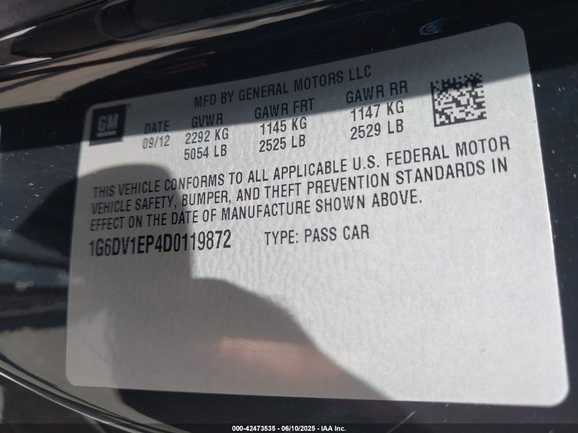 MFD BY GENERAL MOTORS LLC
GM
DATE GVWR GAWR FRT GAWR RR
09/12 2292 KG 1145 KG 1147 KG
5054 LB 2525 LB 2529 LB
THIS VEHICLE CONFORMS TO ALL APPLICABLE U.S. FEDERAL MOTOR
VEHICLE SAFETY, BUMPER, AND THEFT PREVENTION STANDARDS IN
EFFECT ON THE DATE OF MANUFACTURE SHOWN ABOVE.
1G6DV1EP4D0119872 TYPE: PASS CAR
000-42473535 - 06/10/2025 - IAA Inc.